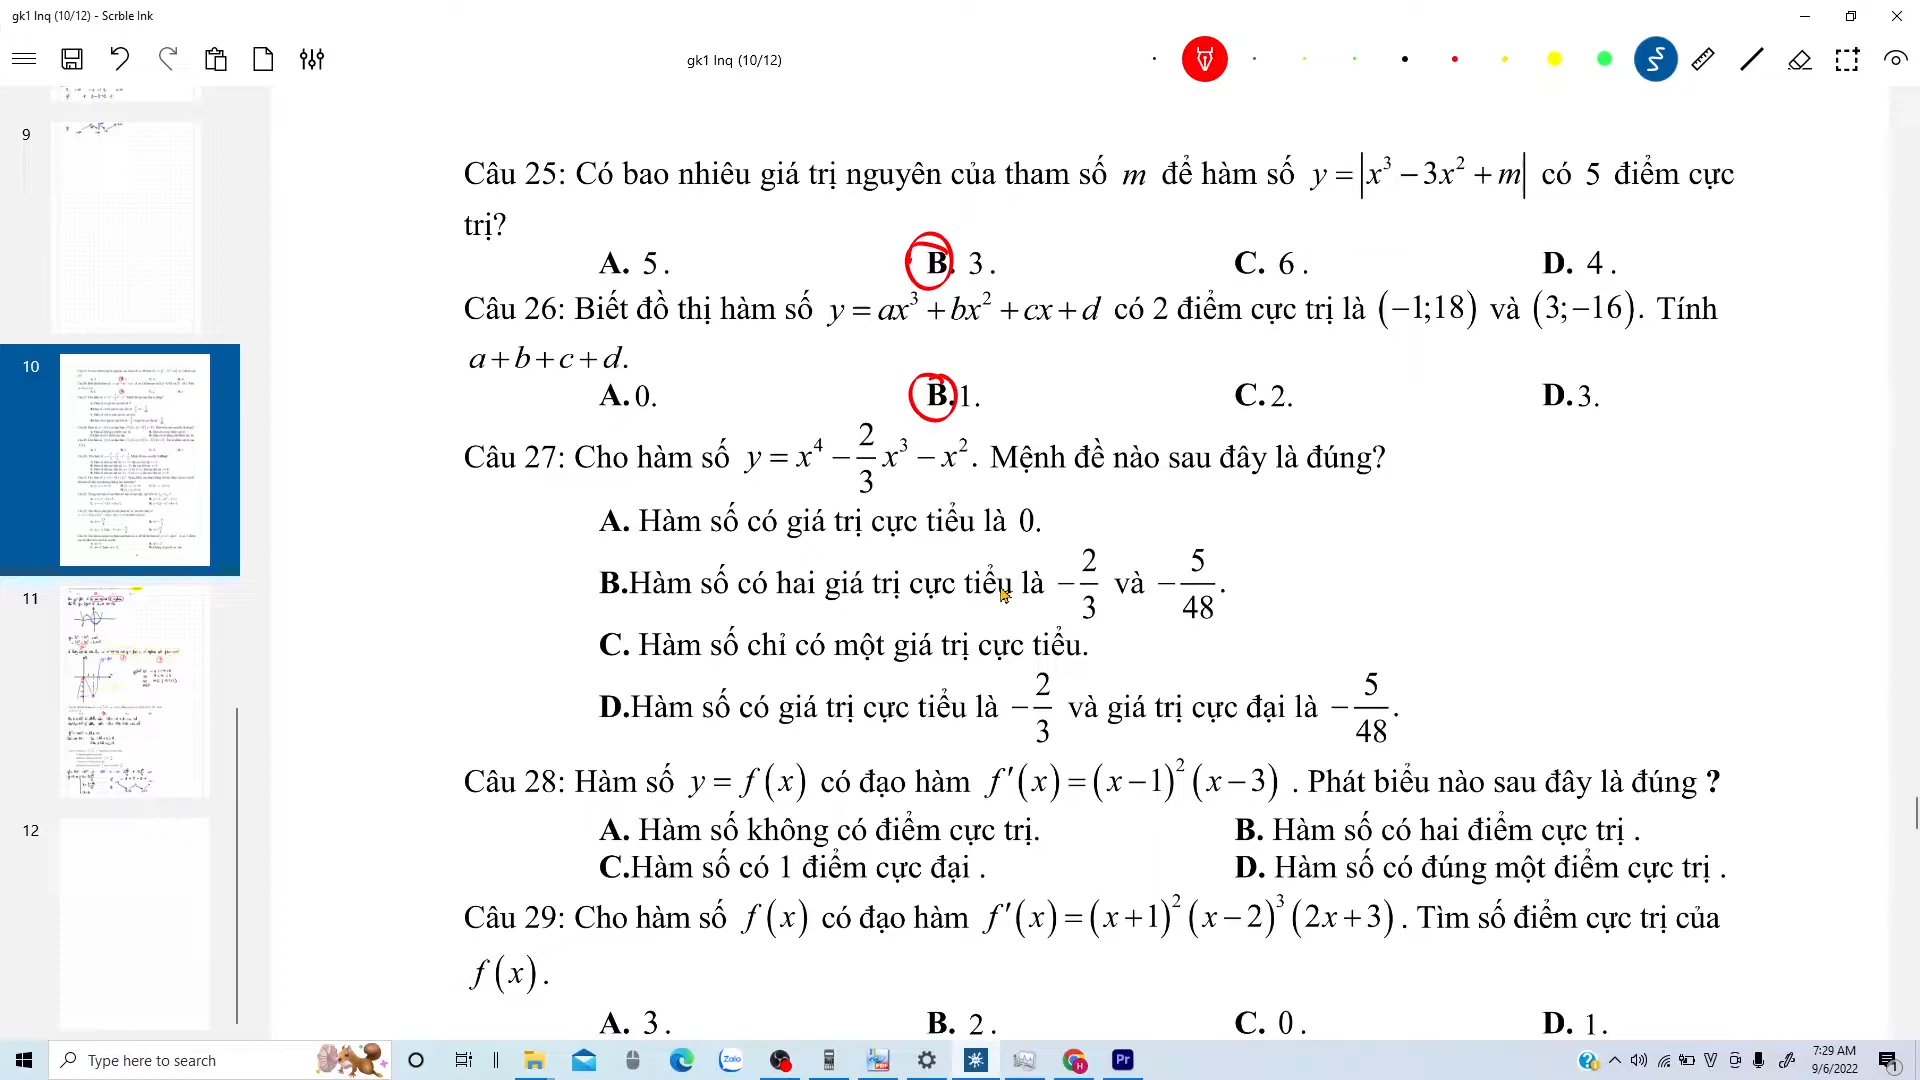 gk1 lnq (10/12) - Scrble Ink
gk1 lnq (10/12)
9
10
11
12
Câu 25: Có bao nhiêu giá trị nguyên của tham số m để hàm số y = |x³ − 3x² + m| có 5 điểm cực
trị?
A. 5. B. 3. C. 6. D. 4.
Câu 26: Biết đồ thị hàm số y = ax³ + bx² + cx + d có 2 điểm cực trị là (−1;18) và (3;−16). Tính
a + b + c + d.
A. 0. B. 1. C. 2. D. 3.
Câu 27: Cho hàm số y = x⁴ − 2/3 x³ − x². Mệnh đề nào sau đây là đúng?
A. Hàm số có giá trị cực tiểu là 0.
B.Hàm số có hai giá trị cực tiểu là −2/3 và −5/48.
C. Hàm số chỉ có một giá trị cực tiểu.
D.Hàm số có giá trị cực tiểu là −2/3 và giá trị cực đại là −5/48.
Câu 28: Hàm số y = f(x) có đạo hàm f′(x) = (x−1)²(x−3) . Phát biểu nào sau đây là đúng ?
A. Hàm số không có điểm cực trị. B. Hàm số có hai điểm cực trị .
C.Hàm số có 1 điểm cực đại . D. Hàm số có đúng một điểm cực trị .
Câu 29: Cho hàm số f(x) có đạo hàm f′(x) = (x+1)²(x−2)³(2x+3). Tìm số điểm cực trị của
f(x).
A. 3. B. 2. C. 0. D. 1.
Type here to search
Zalo
Pr
7:29 AM
9/6/2022